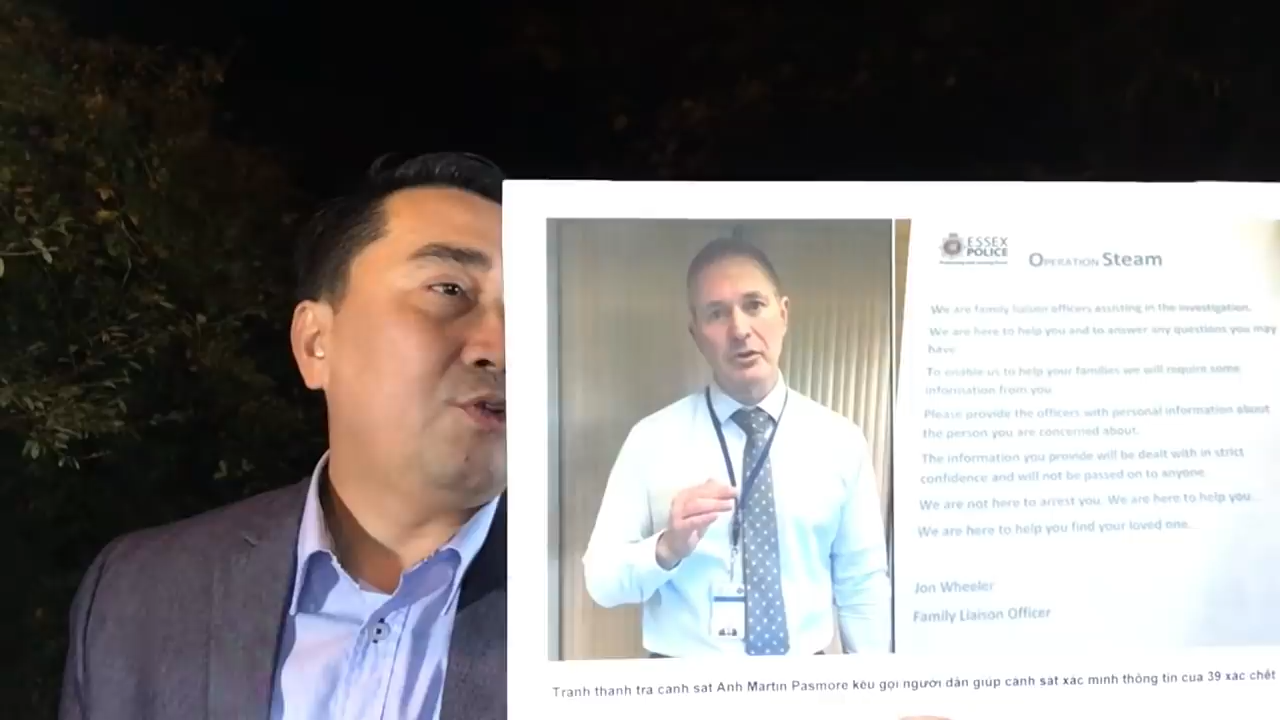 ESSEX
POLICE
OPERATION Steam
We are family liaison officers assisting in the investigation.
We are here to help you and to answer any questions you may
have
To enable us to help your families we will require some
information from you
Please provide the officers with personal information about
the person you are concerned about.
The information you provide will be dealt with in strict
confidence and will not be passed on to anyone
We are not here to arrest you. We are here to help you.
We are here to help you find your loved one.
Jon Wheeler
Family Liaison Officer
Tranh thanh tra canh sat Anh Martin Pasmore kêu gọi người dân giúp cảnh sát xác minh thông tin cua 39 xác chết